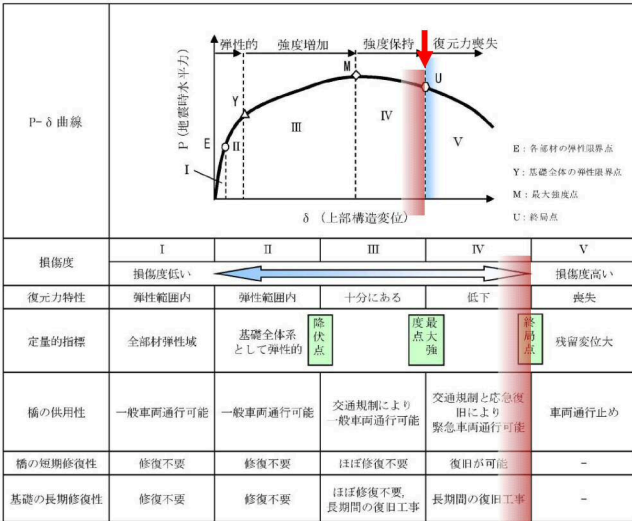 P-δ曲線
弾性的 強度増加 強度保持 復元力喪失
P（地震時水平力）
E
Y
M
U
I
II
III
IV
V
δ （上部構造変位）
E：各部材の弾性限界点
Y：基礎全体の弾性限界点
M：最大強度点
U：終局点
損傷度 I II III IV V
損傷度低い 損傷度高い
復元力特性 弾性範囲内 弾性範囲内 十分にある 低下 喪失
定量的指標 全部材弾性域 基礎全体系
として弾性的
降伏点
最大強
度点
終局点
残留変位大
橋の供用性 一般車両通行可能 一般車両通行可能 交通規制により
一般車両通行可能
交通規制と応急復
旧により
緊急車両通行可能
車両通行止め
橋の短期修復性 修復不要 修復不要 ほぼ修復不要 復旧が可能 -
基礎の長期修復性 修復不要 修復不要 ほぼ修復不要,
長期間の復旧工事
長期間の復旧工事 -